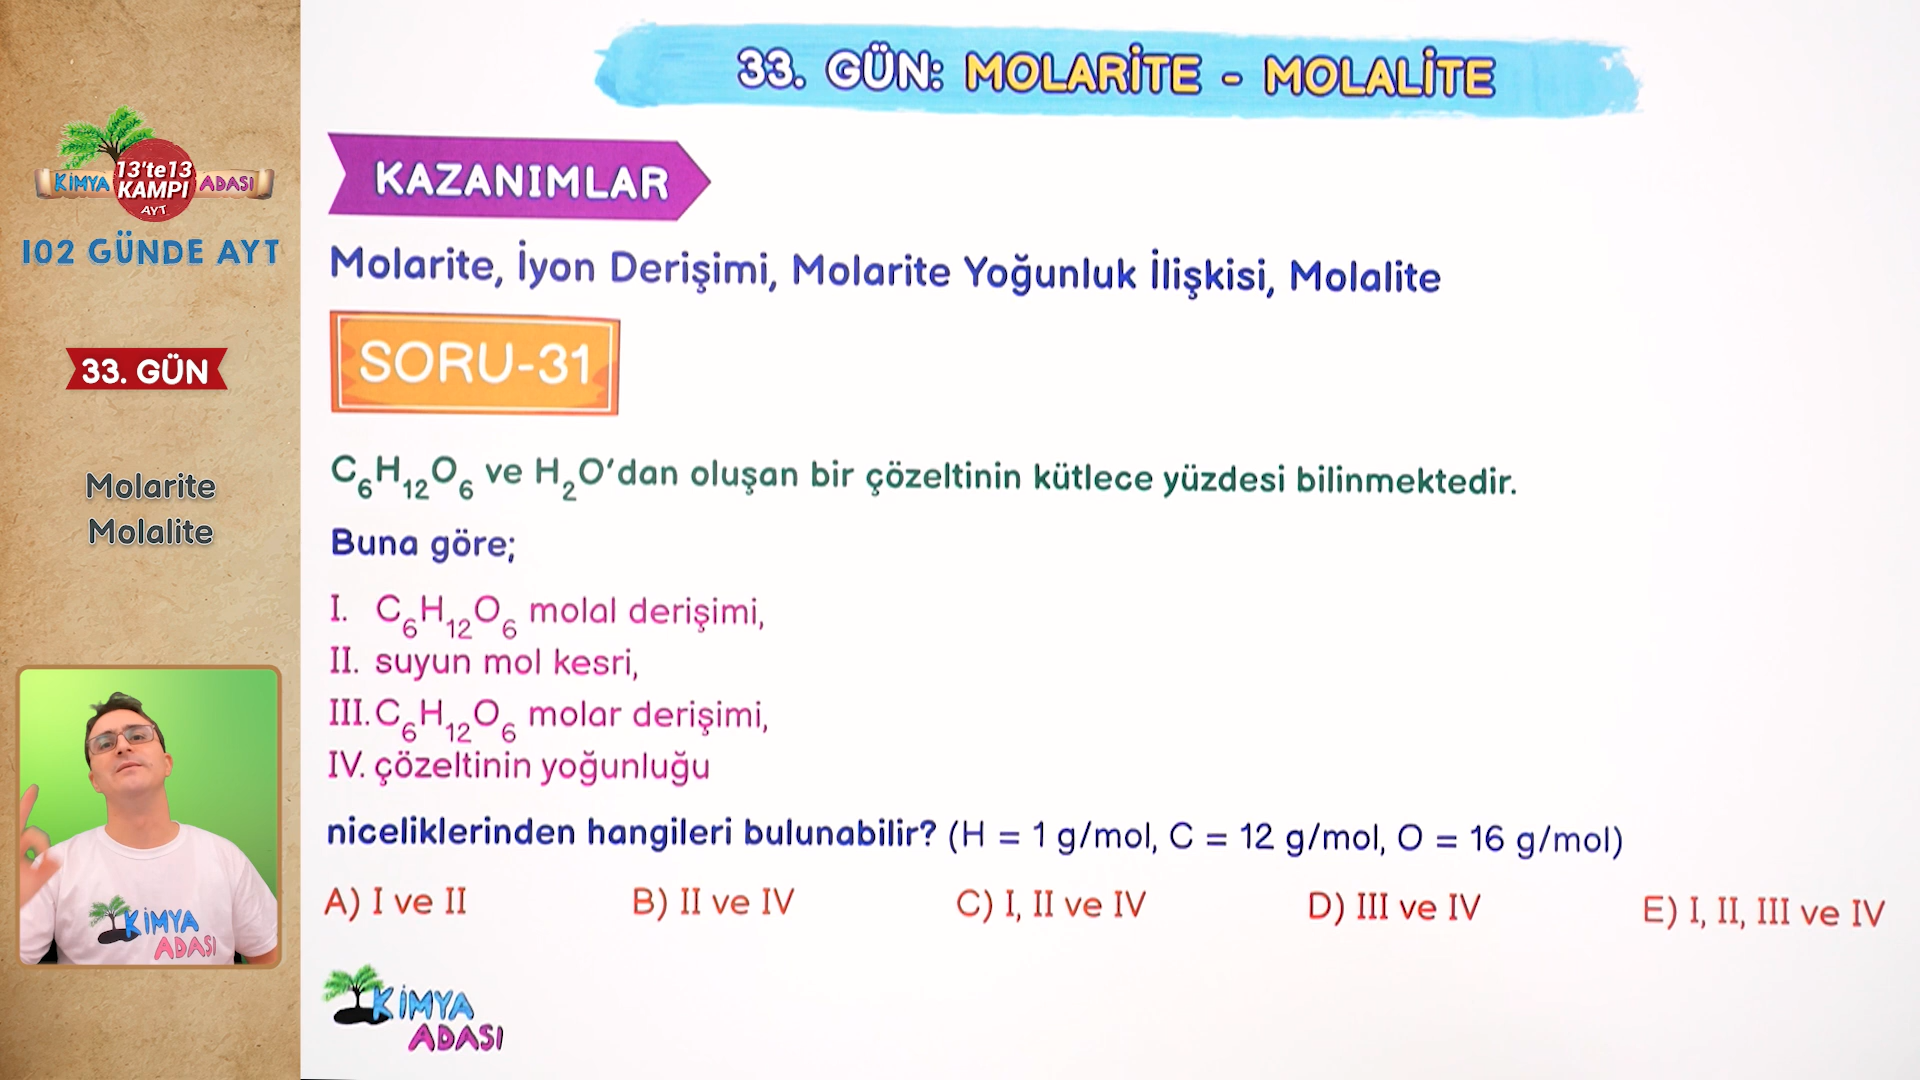 33. GÜN: MOLARİTE - MOLALİTE
KİMYA 13'te13 ADASI
KAMPI
AYT
102 GÜNDE AYT
33. GÜN
Molarite
Molalite
KİMYA
ADASI
KAZANIMLAR
Molarite, İyon Derişimi, Molarite Yoğunluk İlişkisi, Molalite
SORU-31
C₆H₁₂O₆ ve H₂O'dan oluşan bir çözeltinin kütlece yüzdesi bilinmektedir.
Buna göre;
I. C₆H₁₂O₆ molal derişimi,
II. suyun mol kesri,
III. C₆H₁₂O₆ molar derişimi,
IV. çözeltinin yoğunluğu
niceliklerinden hangileri bulunabilir? (H = 1 g/mol, C = 12 g/mol, O = 16 g/mol)
A) I ve II B) II ve IV C) I, II ve IV D) III ve IV E) I, II, III ve IV
KİMYA
ADASI